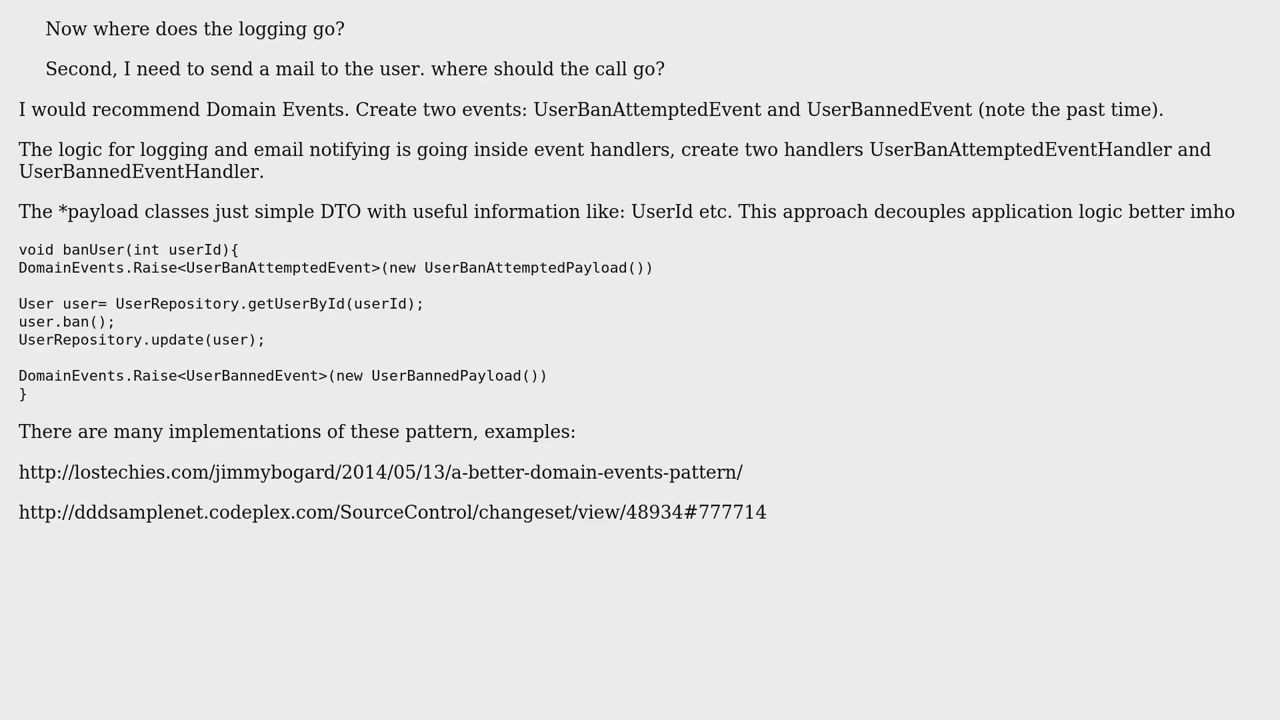 Now where does the logging go?
Second, I need to send a mail to the user. where should the call go?
I would recommend Domain Events. Create two events: UserBanAttemptedEvent and UserBannedEvent (note the past time).
The logic for logging and email notifying is going inside event handlers, create two handlers UserBanAttemptedEventHandler and
UserBannedEventHandler.
The *payload classes just simple DTO with useful information like: UserId etc. This approach decouples application logic better imho
void banUser(int userId){
DomainEvents.Raise<UserBanAttemptedEvent>(new UserBanAttemptedPayload())
User user= UserRepository.getUserById(userId);
user.ban();
UserRepository.update(user);
DomainEvents.Raise<UserBannedEvent>(new UserBannedPayload())
}
There are many implementations of these pattern, examples:
http://lostechies.com/jimmybogard/2014/05/13/a-better-domain-events-pattern/
http://dddsamplenet.codeplex.com/SourceControl/changeset/view/48934#777714